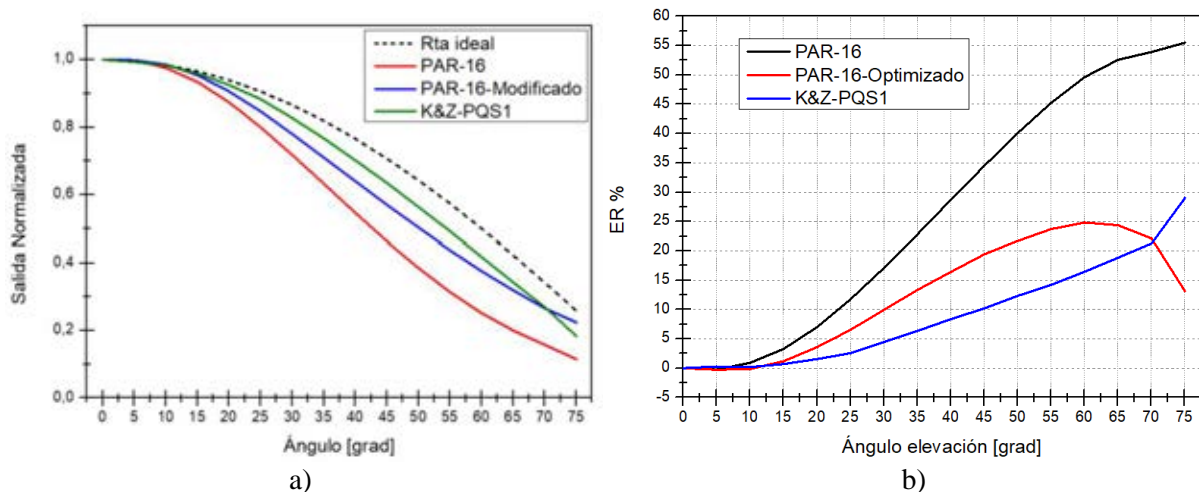 Rta ideal
PAR-16
PAR-16-Modificado
K&Z-PQS1
Salida Normalizada
1,0
0,8
0,6
0,4
0,2
0,0
0 5 10 15 20 25 30 35 40 45 50 55 60 65 70 75
Ángulo [grad]
a)
PAR-16
PAR-16-Optimizado
K&Z-PQS1
ER %
60
55
50
45
40
35
30
25
20
15
10
5
0
-5
0 5 10 15 20 25 30 35 40 45 50 55 60 65 70 75
Ángulo elevación [grad]
b)